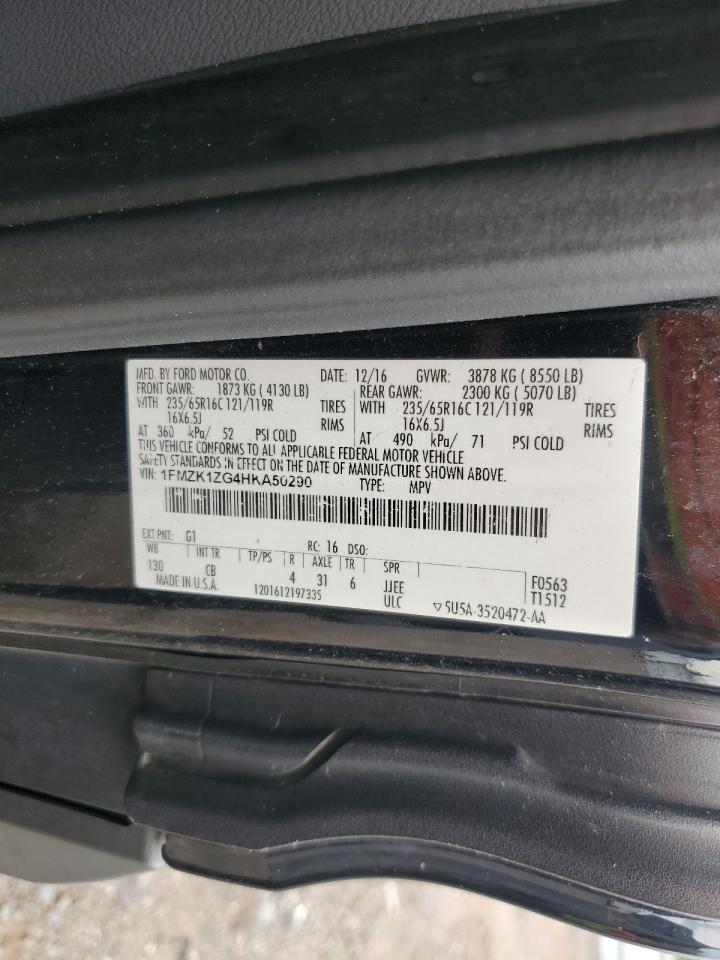 MFD. BY FORD MOTOR CO. DATE: 12/16 GVWR: 3878 KG ( 8550 LB)
FRONT GAWR: 1873 KG ( 4130 LB) REAR GAWR: 2300 KG ( 5070 LB)
WITH 235/65R16C 121/119R TIRES WITH 235/65R16C 121/119R TIRES
16X6.5J RIMS 16X6.5J RIMS
AT 360 kPa/ 52 PSI COLD AT 490 kPa/ 71 PSI COLD
THIS VEHICLE CONFORMS TO ALL APPLICABLE FEDERAL MOTOR VEHICLE
SAFETY STANDARDS IN EFFECT ON THE DATE OF MANUFACTURE SHOWN ABOVE.
VIN: 1FMZK1ZG4HKA50290 TYPE: MPV
EXT PNT: G1 RC: 16 DSO:
WB INT TR TP/PS R AXLE TR SPR
130 CB 4 31 6 JJEE F0563
MADE IN U.S.A. 1201612197335 ULC ▽5U5A-3520472-AA T1512